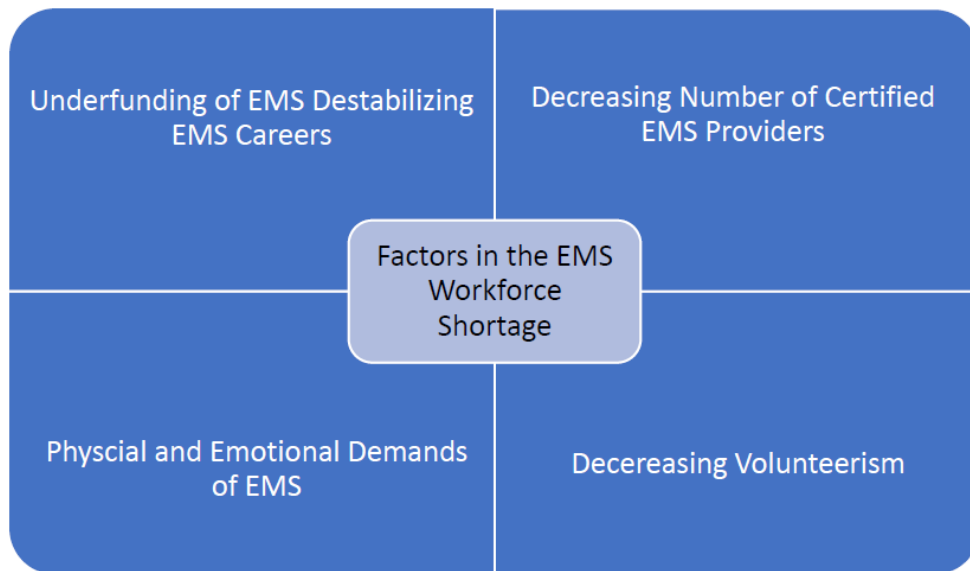 Underfunding of EMS Destabilizing
EMS Careers
Decreasing Number of Certified
EMS Providers
Factors in the EMS
Workforce
Shortage
Physcial and Emotional Demands
of EMS
Decereasing Volunteerism